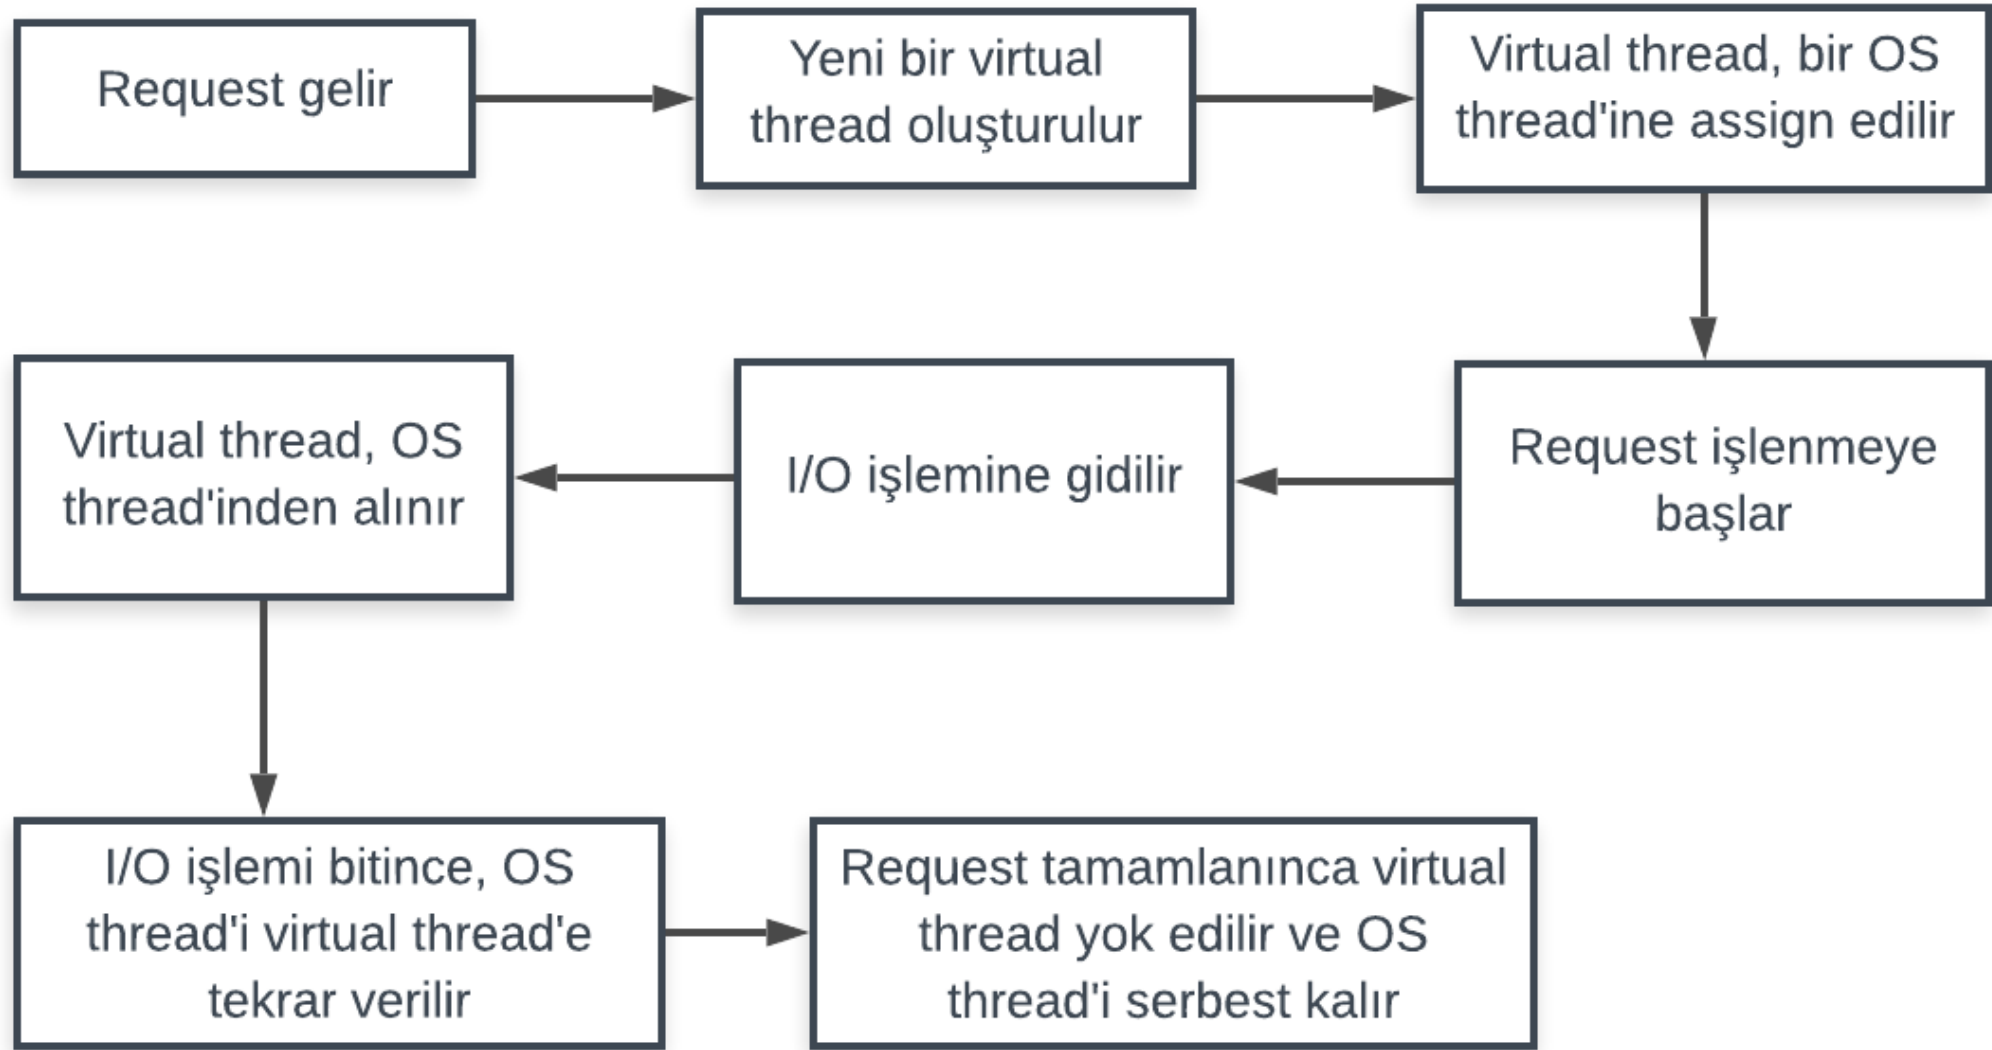 Request gelir
Yeni bir virtual
thread oluşturulur
Virtual thread, bir OS
thread'ine assign edilir
Request işlenmeye
başlar
I/O işlemine gidilir
Virtual thread, OS
thread'inden alınır
I/O işlemi bitince, OS
thread'i virtual thread'e
tekrar verilir
Request tamamlanınca virtual
thread yok edilir ve OS
thread'i serbest kalır